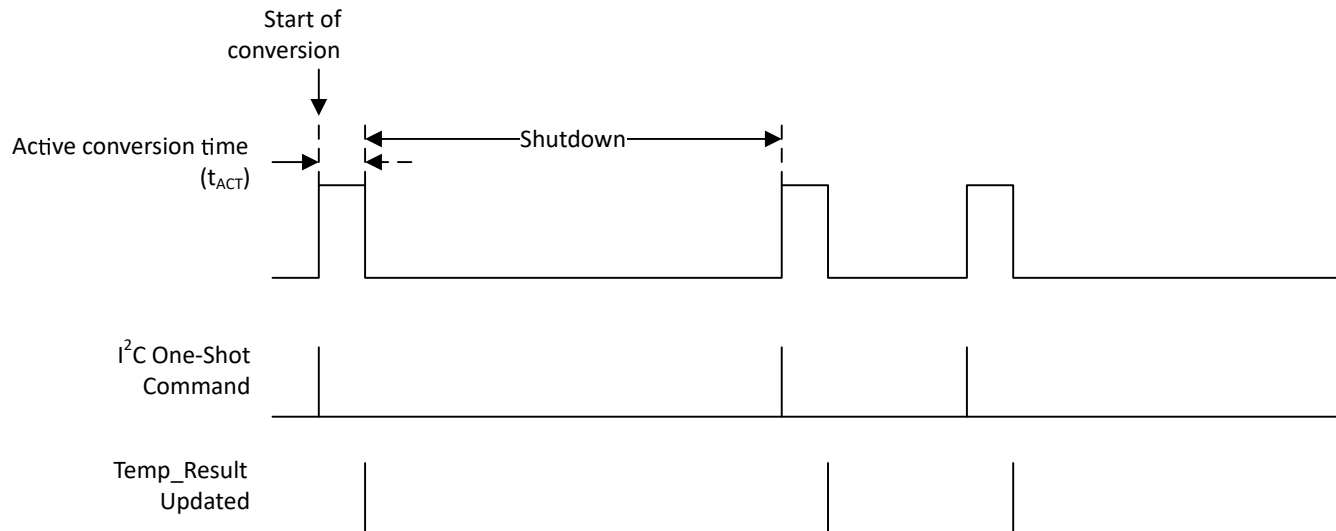 Start of
conversion
Active conversion time
(tACT)
Shutdown
I²C One-Shot
Command
Temp_Result
Updated